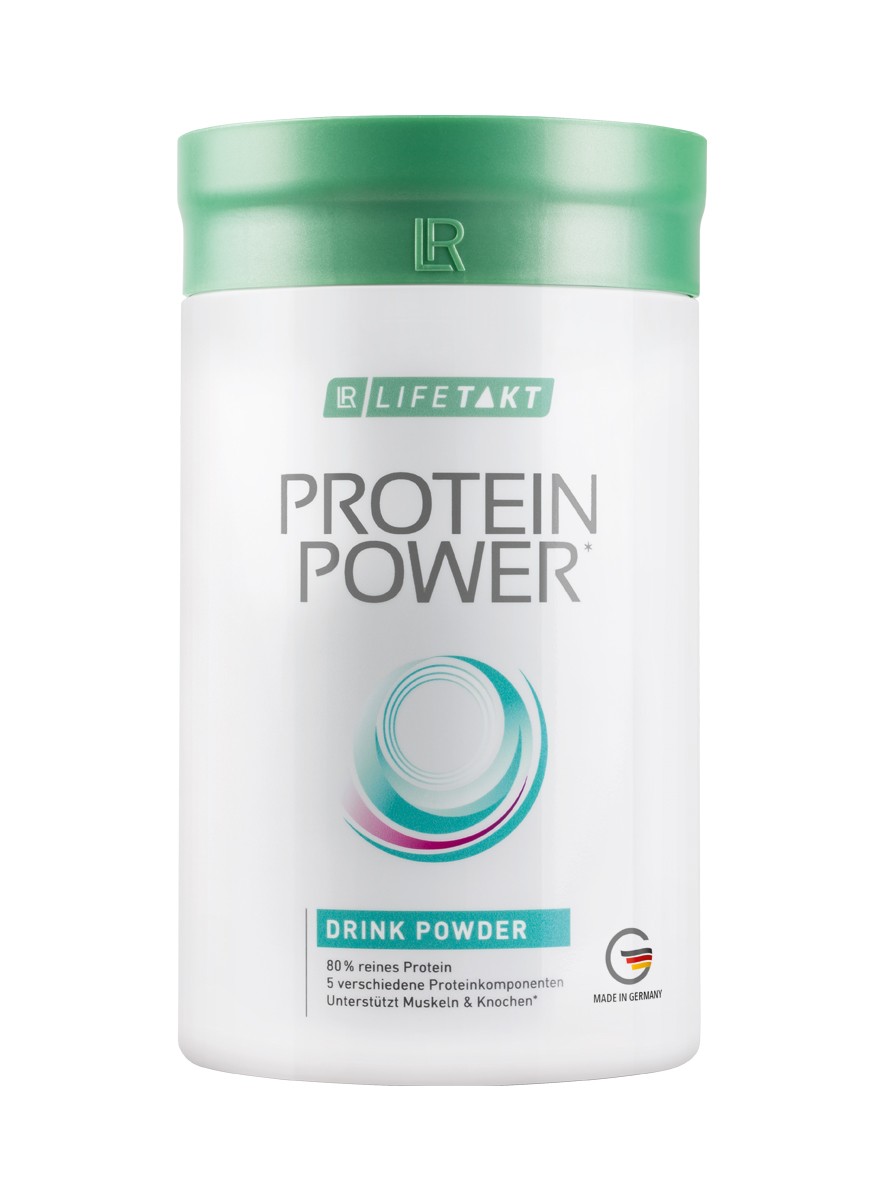 LR
LR LIFETAKT
PROTEIN
POWER*
DRINK POWDER
80% reines Protein
5 verschiedene Proteinkomponenten
Unterstützt Muskeln & Knochen*
G
MADE IN GERMANY